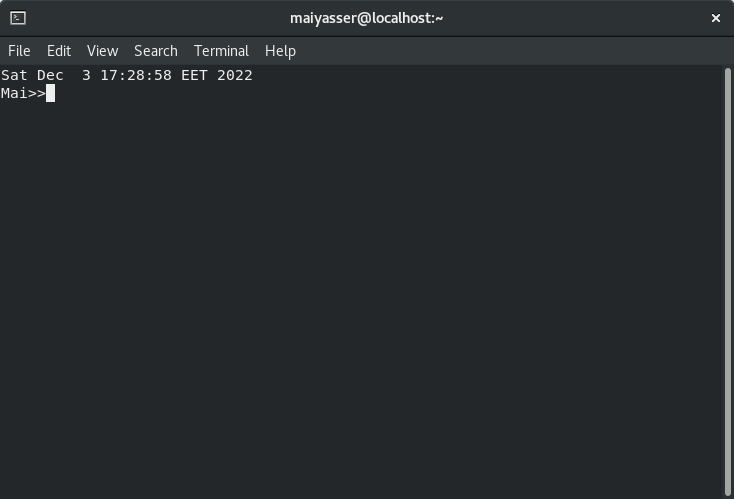 maiyasser@localhost:~
File Edit View Search Terminal Help
Sat Dec  3 17:28:58 EET 2022
Mai>>